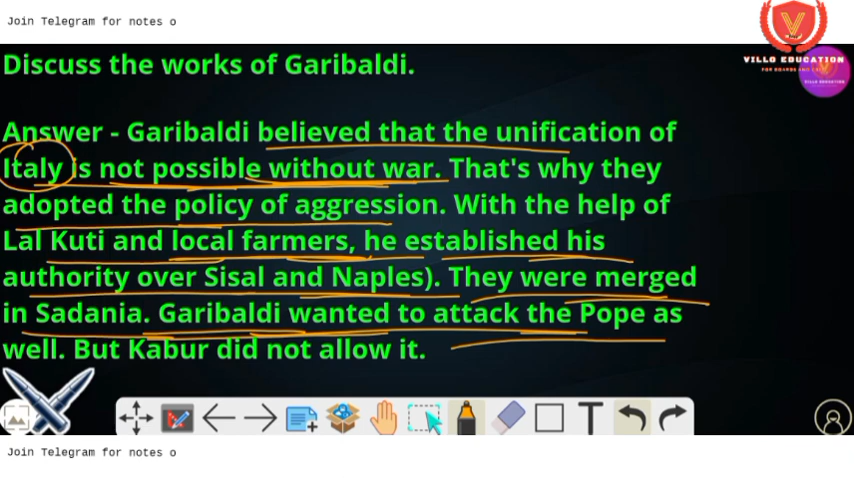 Join Telegram for notes o
VILLO EDUCATION
Discuss the works of Garibaldi.
Answer - Garibaldi believed that the unification of
Italy is not possible without war. That's why they
adopted the policy of aggression. With the help of
Lal Kuti and local farmers, he established his
authority over Sisal and Naples). They were merged
in Sadania. Garibaldi wanted to attack the Pope as
well. But Kabur did not allow it.
T
Join Telegram for notes o